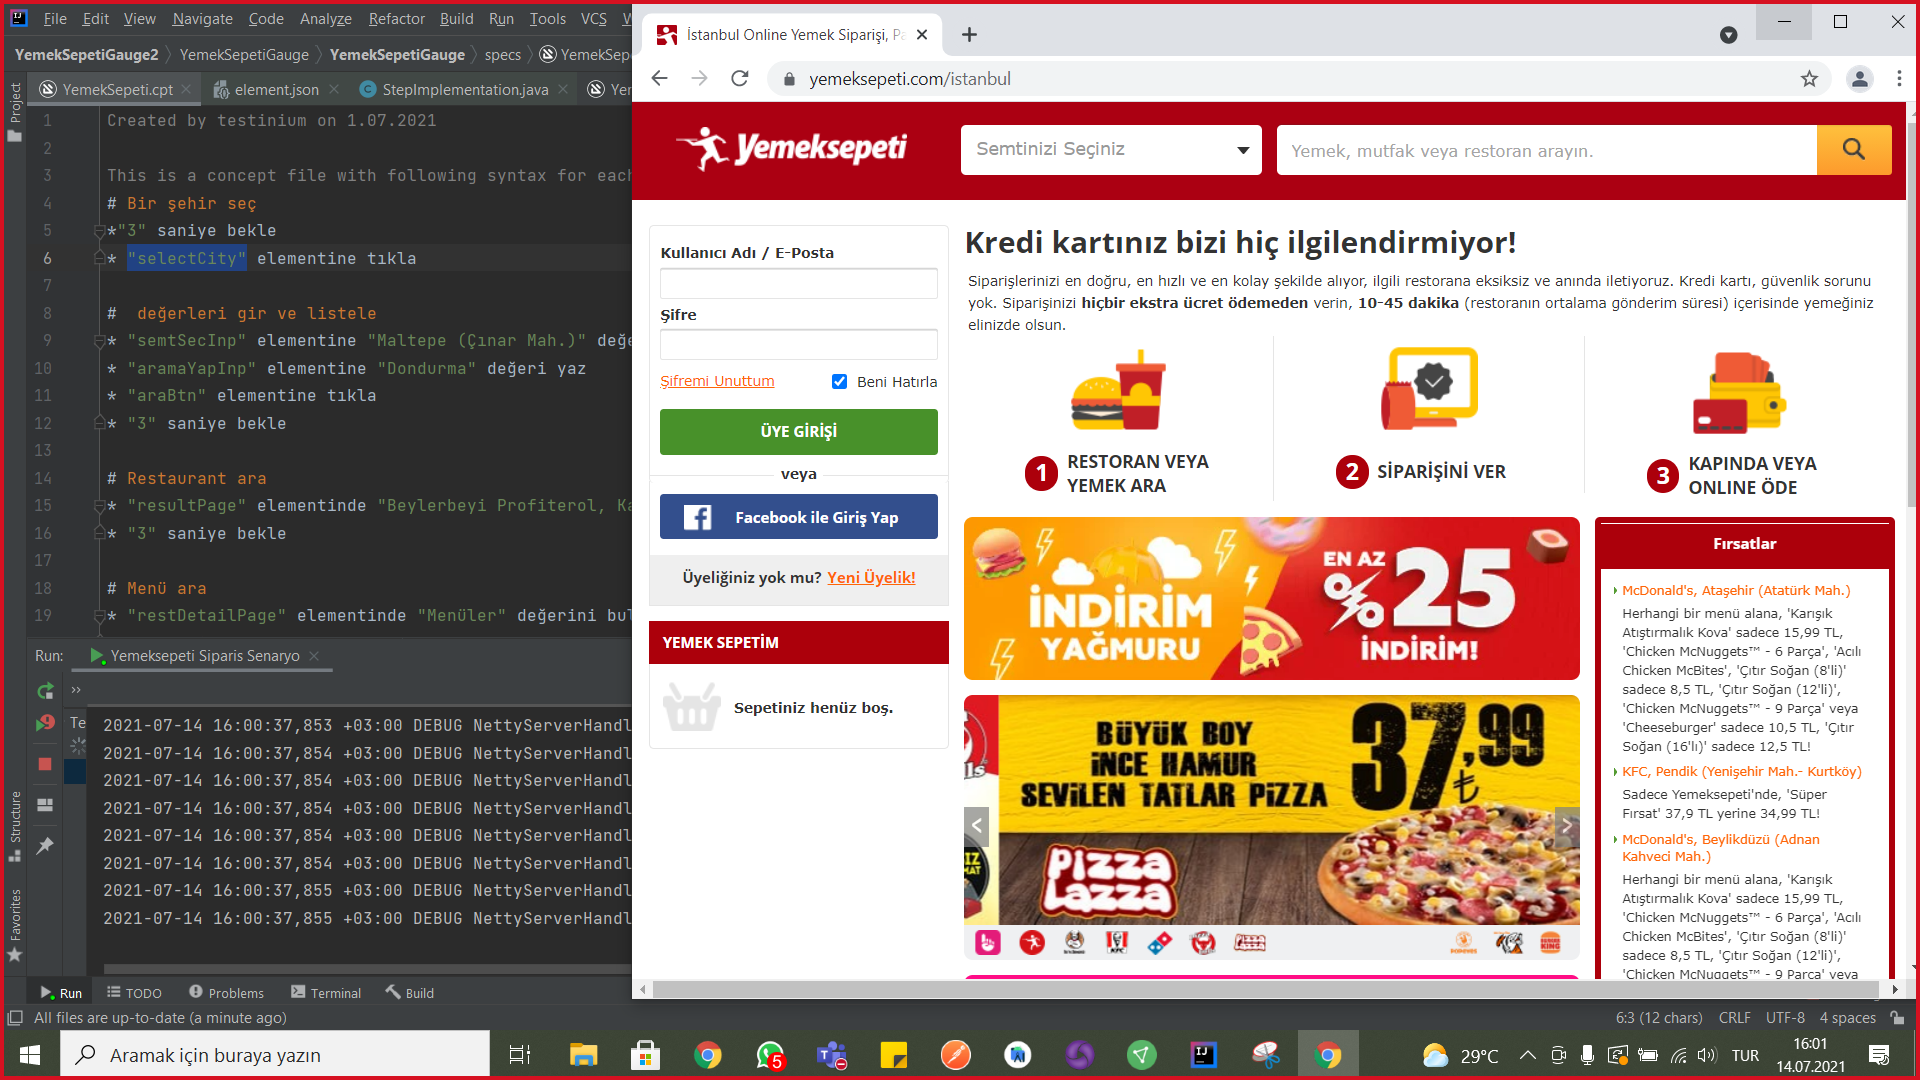 File Edit View Navigate Code Analyze Refactor Build Run Tools VCS
YemekSepetiGauge2 YemekSepetiGauge YemekSepetiGauge specs
YemekSepeti.cpt element.json StepImplementation.java
Project
1 Created by testinium on 1.07.2021
2
3 This is a concept file with following syntax for each
4 # Bir şehir seç
5 *"3" saniye bekle
6 * "selectCity" elementine tıkla
7
8 # değerleri gir ve listele
9 * "semtSecInp" elementine "Maltepe (Çınar Mah.)" değe
10 * "aramaYapInp" elementine "Dondurma" değeri yaz
11 * "araBtn" elementine tıkla
12 * "3" saniye bekle
13
14 # Restaurant ara
15 * "resultPage" elementinde "Beylerbeyi Profiterol, Ka
16 * "3" saniye bekle
17
18 # Menü ara
19 * "restDetailPage" elementinde "Menüler" değerini bul
Run: Yemeksepeti Siparis Senaryo
Te
2021-07-14 16:00:37,853 +03:00 DEBUG NettyServerHandl
2021-07-14 16:00:37,854 +03:00 DEBUG NettyServerHandl
2021-07-14 16:00:37,854 +03:00 DEBUG NettyServerHandl
2021-07-14 16:00:37,854 +03:00 DEBUG NettyServerHandl
2021-07-14 16:00:37,854 +03:00 DEBUG NettyServerHandl
2021-07-14 16:00:37,854 +03:00 DEBUG NettyServerHandl
2021-07-14 16:00:37,855 +03:00 DEBUG NettyServerHandl
2021-07-14 16:00:37,855 +03:00 DEBUG NettyServerHandl
Structure
Favorites
Run TODO Problems Terminal Build
All files are up-to-date (a minute ago)
6:3 (12 chars) CRLF UTF-8 4 spaces
İstanbul Online Yemek Siparişi, Pa
yemeksepeti.com/istanbul
Yemeksepeti
Semtinizi Seçiniz
Yemek, mutfak veya restoran arayın.
Kullanıcı Adı / E-Posta
Şifre
Şifremi Unuttum
Beni Hatırla
ÜYE GİRİŞİ
veya
Facebook ile Giriş Yap
Üyeliğiniz yok mu? Yeni Üyelik!
YEMEK SEPETİM
Sepetiniz henüz boş.
Kredi kartınız bizi hiç ilgilendirmiyor!
Siparişlerinizi en doğru, en hızlı ve en kolay şekilde alıyor, ilgili restorana eksiksiz ve anında iletiyoruz. Kredi kartı, güvenlik sorunu
yok. Siparişinizi hiçbir ekstra ücret ödemeden verin, 10-45 dakika (restoranın ortalama gönderim süresi) içerisinde yemeğiniz
elinizde olsun.
1 RESTORAN VEYA
YEMEK ARA
2 SİPARİŞİNİ VER
3 KAPINDA VEYA
ONLINE ÖDE
İNDİRİM
YAĞMURU
EN AZ
%25
İNDİRİM!
BÜYÜK BOY
İNCE HAMUR
SEVİLEN TATLAR PİZZA
37,99
₺
Pizza
Lazza
Fırsatlar
McDonald's, Ataşehir (Atatürk Mah.)
Herhangi bir menü alana, 'Karışık
Atıştırmalık Kova' sadece 15,99 TL,
'Chicken McNuggets™ - 6 Parça', 'Acılı
Chicken McBites', 'Çıtır Soğan (8'li)'
sadece 8,5 TL, 'Çıtır Soğan (12'li)',
'Chicken McNuggets™ - 9 Parça' veya
'Cheeseburger' sadece 10,5 TL, 'Çıtır
Soğan (16'lı)' sadece 12,5 TL!
KFC, Pendik (Yenişehir Mah.- Kurtköy)
Sadece Yemeksepeti'nde, 'Süper
Fırsat' 37,9 TL yerine 34,99 TL!
McDonald's, Beylikdüzü (Adnan
Kahveci Mah.)
Herhangi bir menü alana, 'Karışık
Atıştırmalık Kova' sadece 15,99 TL,
'Chicken McNuggets™ - 6 Parça', 'Acılı
Chicken McBites', 'Çıtır Soğan (8'li)'
sadece 8,5 TL, 'Çıtır Soğan (12'li)',
'Chicken McNuggets™ - 9 Parça' veya
Aramak için buraya yazın
5
29°C
TUR
16:01
14.07.2021